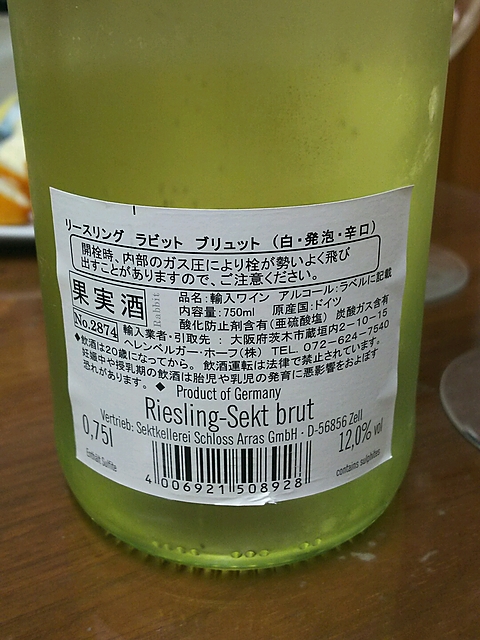 リースリング ラビット ブリュット (白・発泡・辛口)
開栓時、内部のガス圧により栓が勢いよく飛び
出すことがありますので、ご注意ください。
果実酒
Rabbit
品名:輸入ワイン アルコール:ラベルに記載
内容量:750ml 原産国:ドイツ 炭酸ガス含有
酸化防止剤含有(亜硫酸塩)
No.2874
輸入業者・引取先 : 大阪府茨木市蔵垣内2-10-15
ヘレンベルガー・ホーフ(株) TEL 072-624-7540
◆飲酒は20歳になってから。飲酒運転は法律で禁止されています。
妊娠中や授乳期の飲酒は胎児や乳児の発育に悪影響をおよぼす
恐れがあります。 ◆
Product of Germany
Riesling-Sekt brut
0,75l
Vertrieb: Sektkellerei Schloss Arras GmbH · D-56856 Zell
12,0% vol
Enthält Sulfite
contains sulphites
4 006921 508928